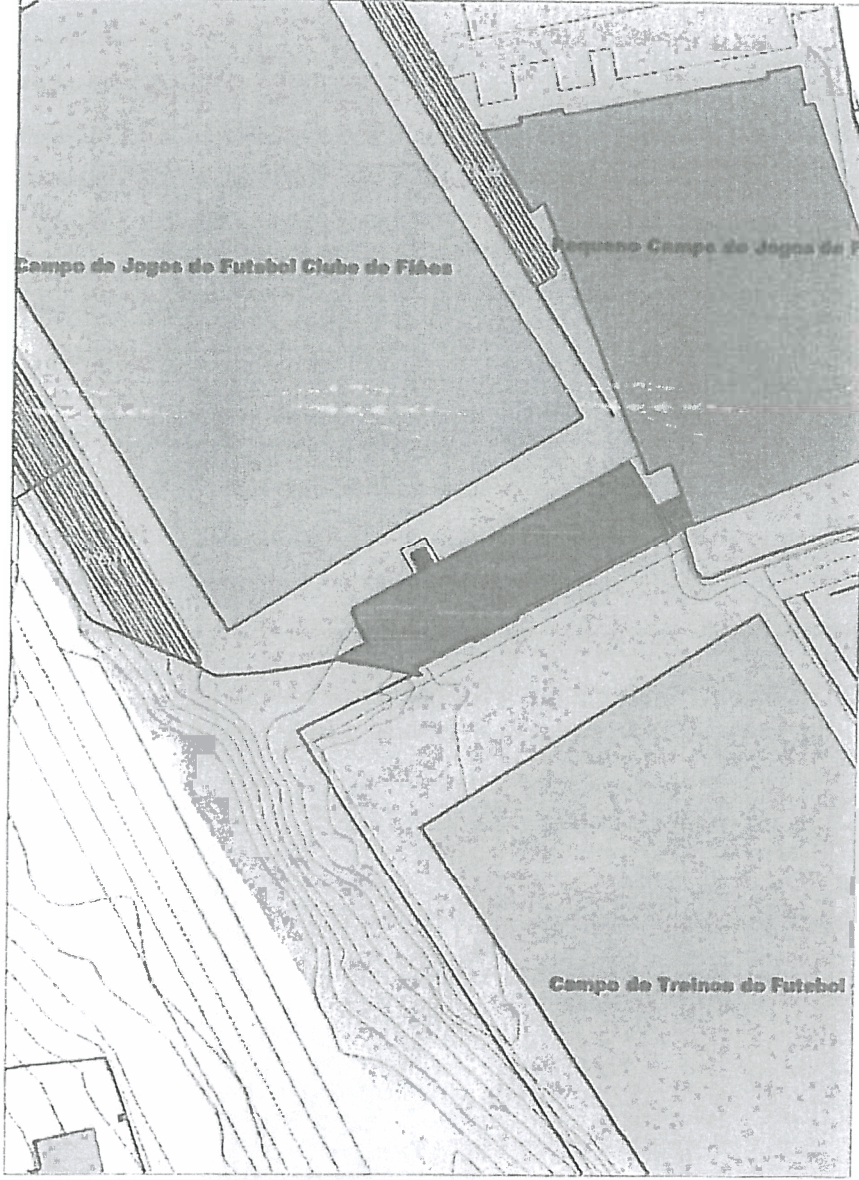 Campo de Jogos do Futebol Clube de Fiães
Pequeno Campo de Jogos de F
Campo de Treinos do Futebol